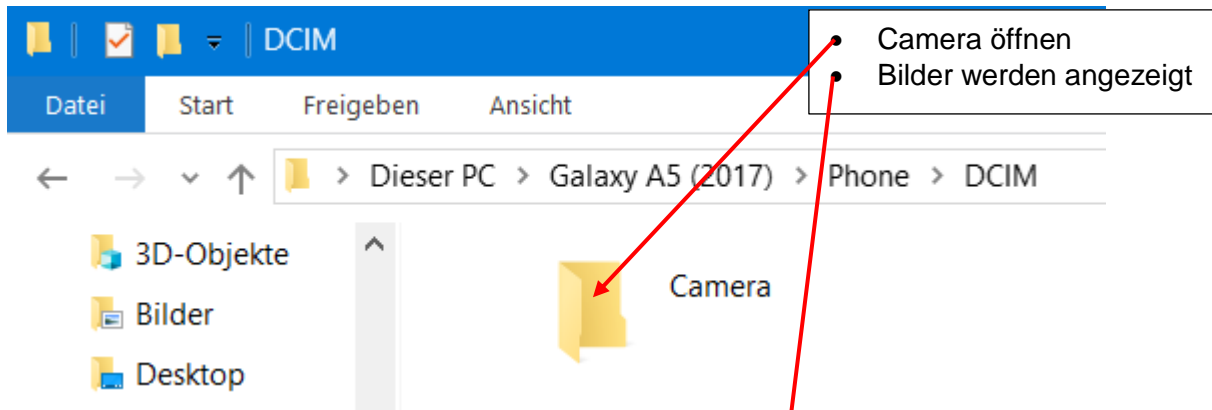 DCIM
• Camera öffnen
• Bilder werden angezeigt
Datei Start Freigeben Ansicht
Dieser PC > Galaxy A5 (2017) > Phone > DCIM
3D-Objekte
Camera
Bilder
Desktop